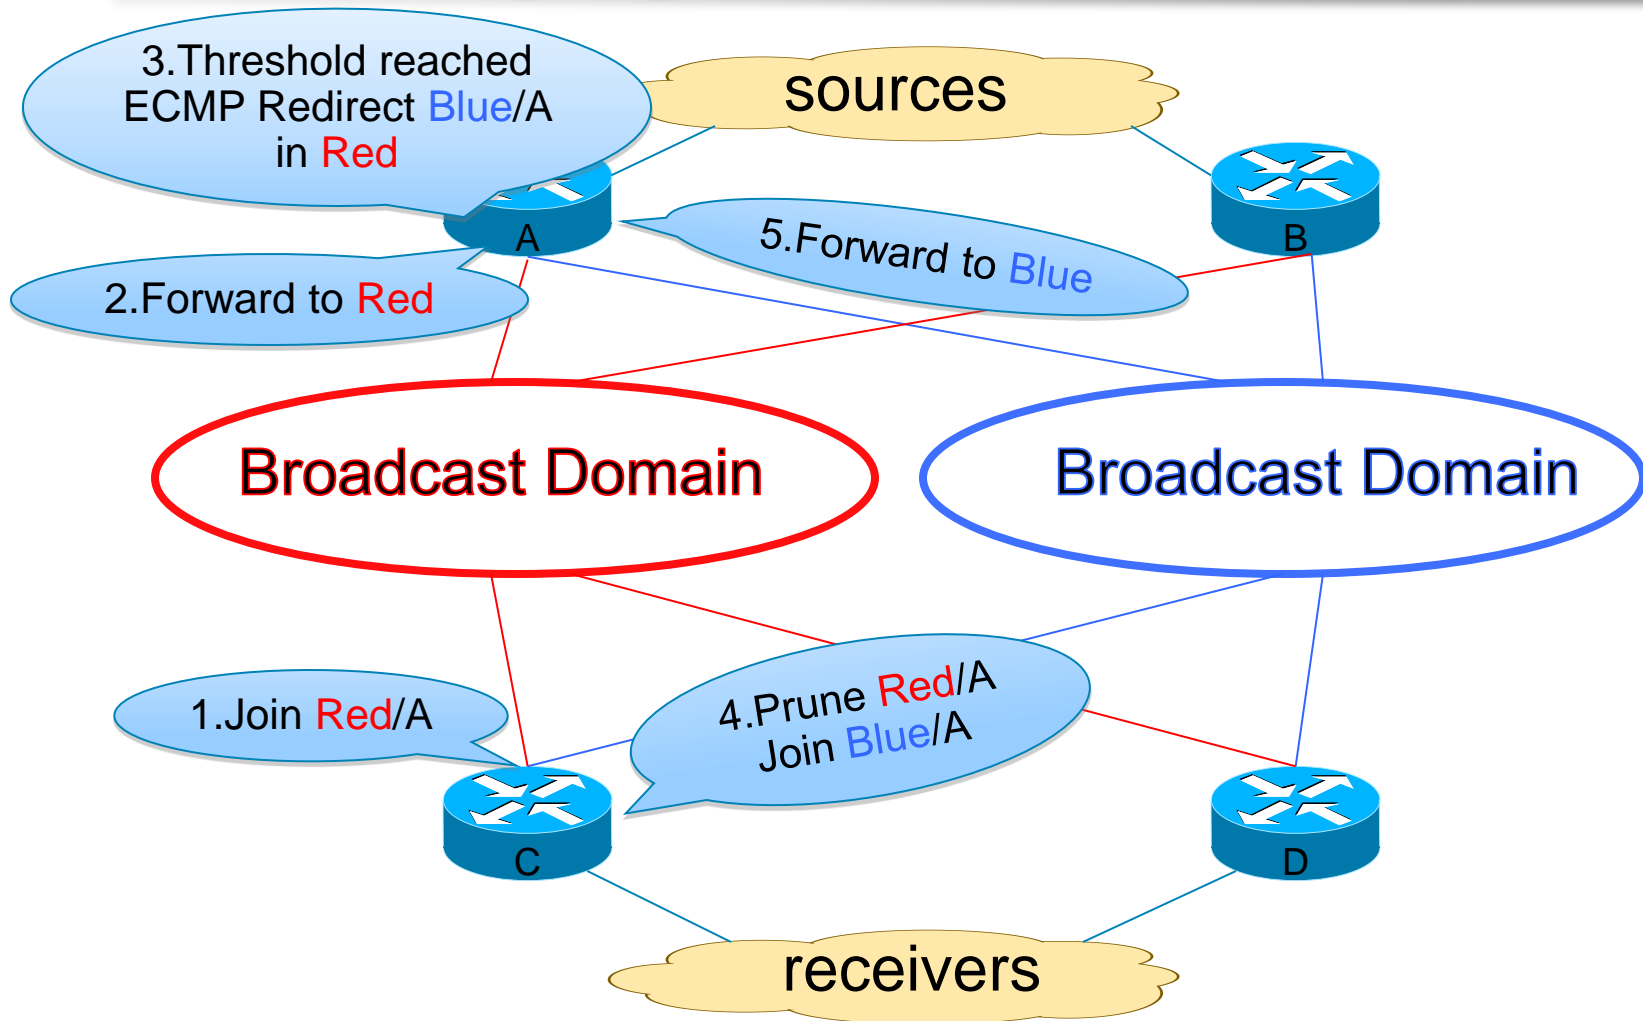 3.Threshold reached
ECMP Redirect Blue/A
in Red
sources
A
B
5.Forward to Blue
2.Forward to Red
Broadcast Domain
Broadcast Domain
1.Join Red/A
4.Prune Red/A
Join Blue/A
C
D
receivers